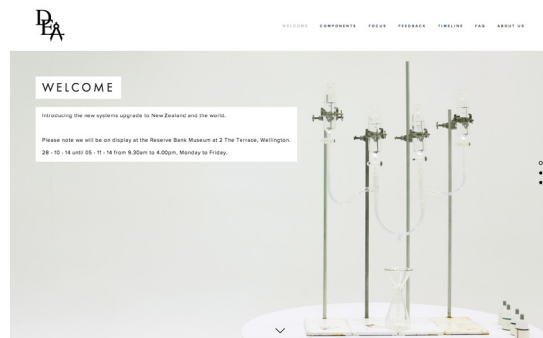 DEA
WELCOME COMPONENTS FOCUS FEEDBACK TIMELINE FAQ ABOUT US
WELCOME
Introducing the new systems upgrade to New Zealand and the world.
Please note we will be on display at the Reserve Bank Museum at 2 The Terrace, Wellington.
28 - 10 - 14 until 05 - 11 - 14 from 9.30am to 4.00pm, Monday to Friday.